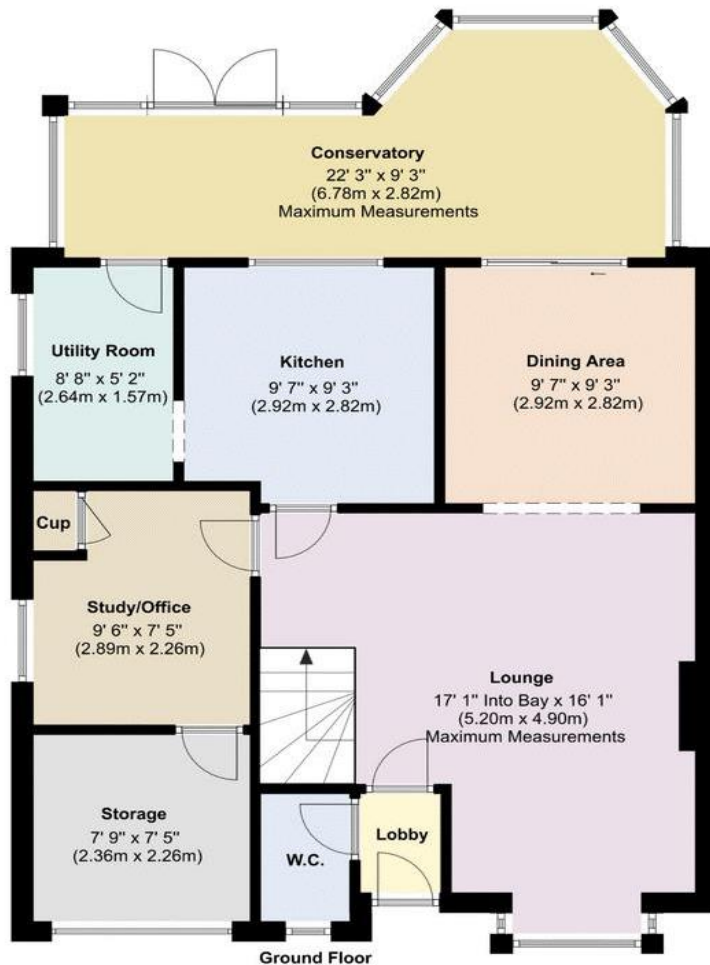 Conservatory
22' 3" x 9' 3"
(6.78m x 2.82m)
Maximum Measurements
Utility Room
8' 8" x 5' 2"
(2.64m x 1.57m)
Kitchen
9' 7" x 9' 3"
(2.92m x 2.82m)
Dining Area
9' 7" x 9' 3"
(2.92m x 2.82m)
Cup
Study/Office
9' 6" x 7' 5"
(2.89m x 2.26m)
Lounge
17' 1" Into Bay x 16' 1"
(5.20m x 4.90m)
Maximum Measurements
Storage
7' 9" x 7' 5"
(2.36m x 2.26m)
W.C.
Lobby
Ground Floor